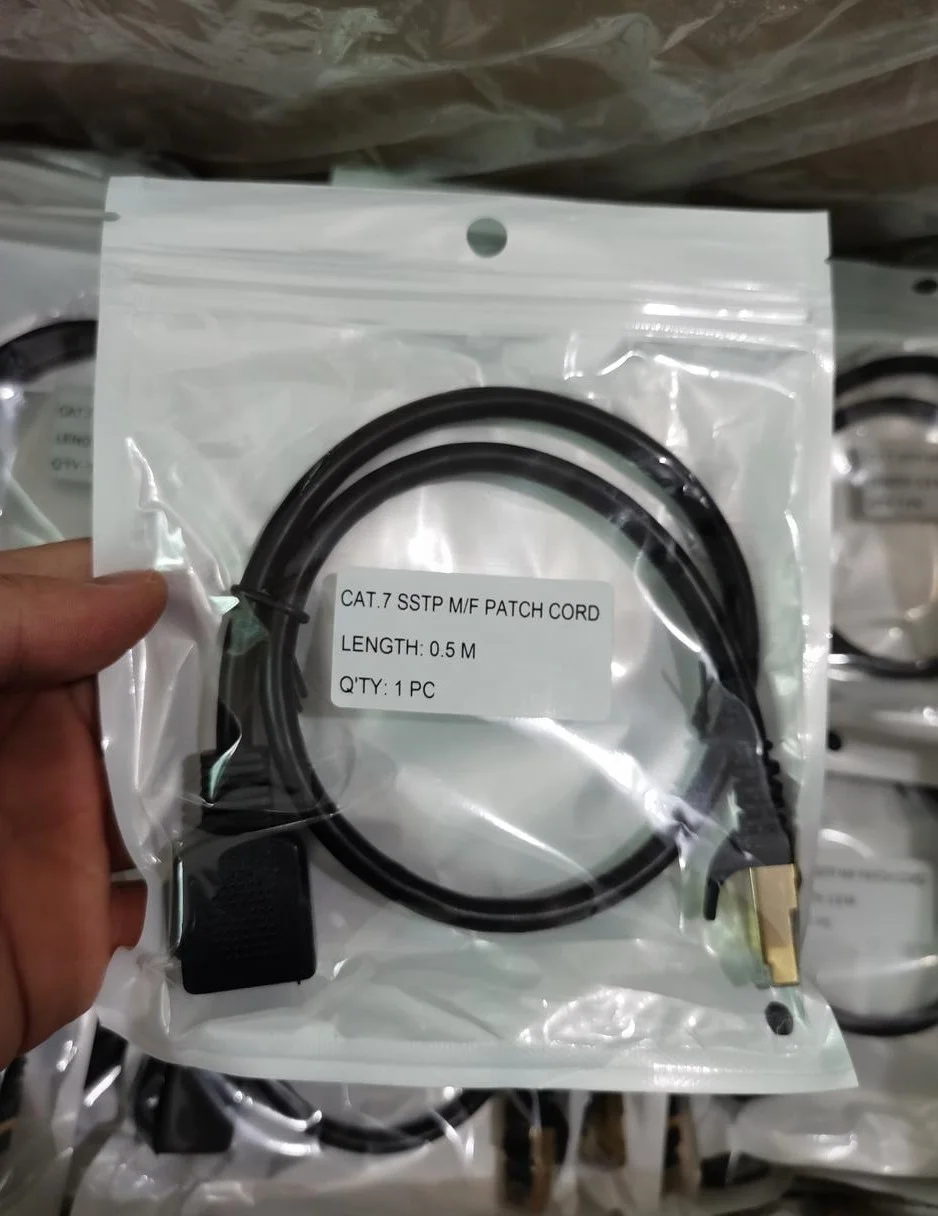 CAT.7 SSTP M/F PATCH CORD
LENGTH: 0.5 M
Q'TY: 1 PC